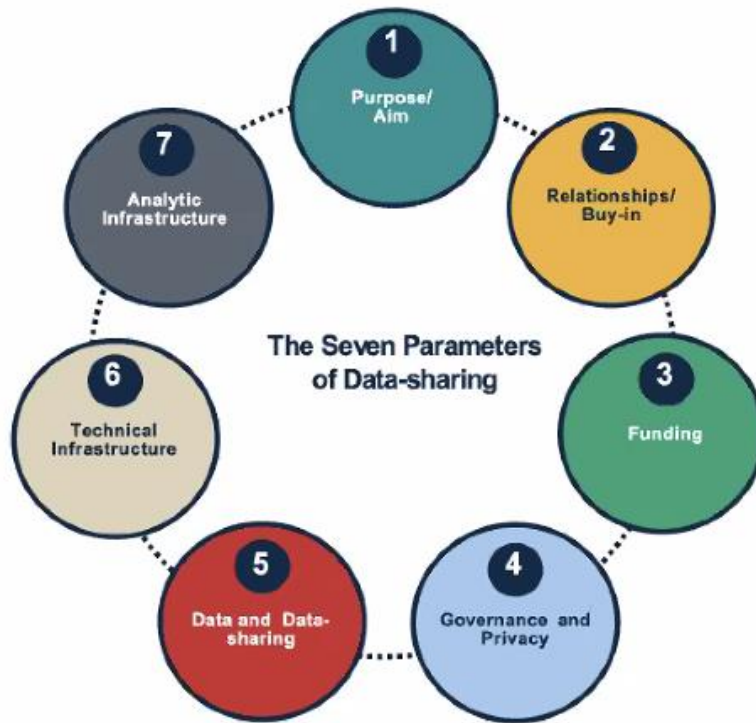 1
Purpose/
Aim
2
Relationships/
Buy-in
3
Funding
4
Governance and
Privacy
5
Data and Data-
sharing
6
Technical
Infrastructure
7
Analytic
Infrastructure
The Seven Parameters
of Data-sharing